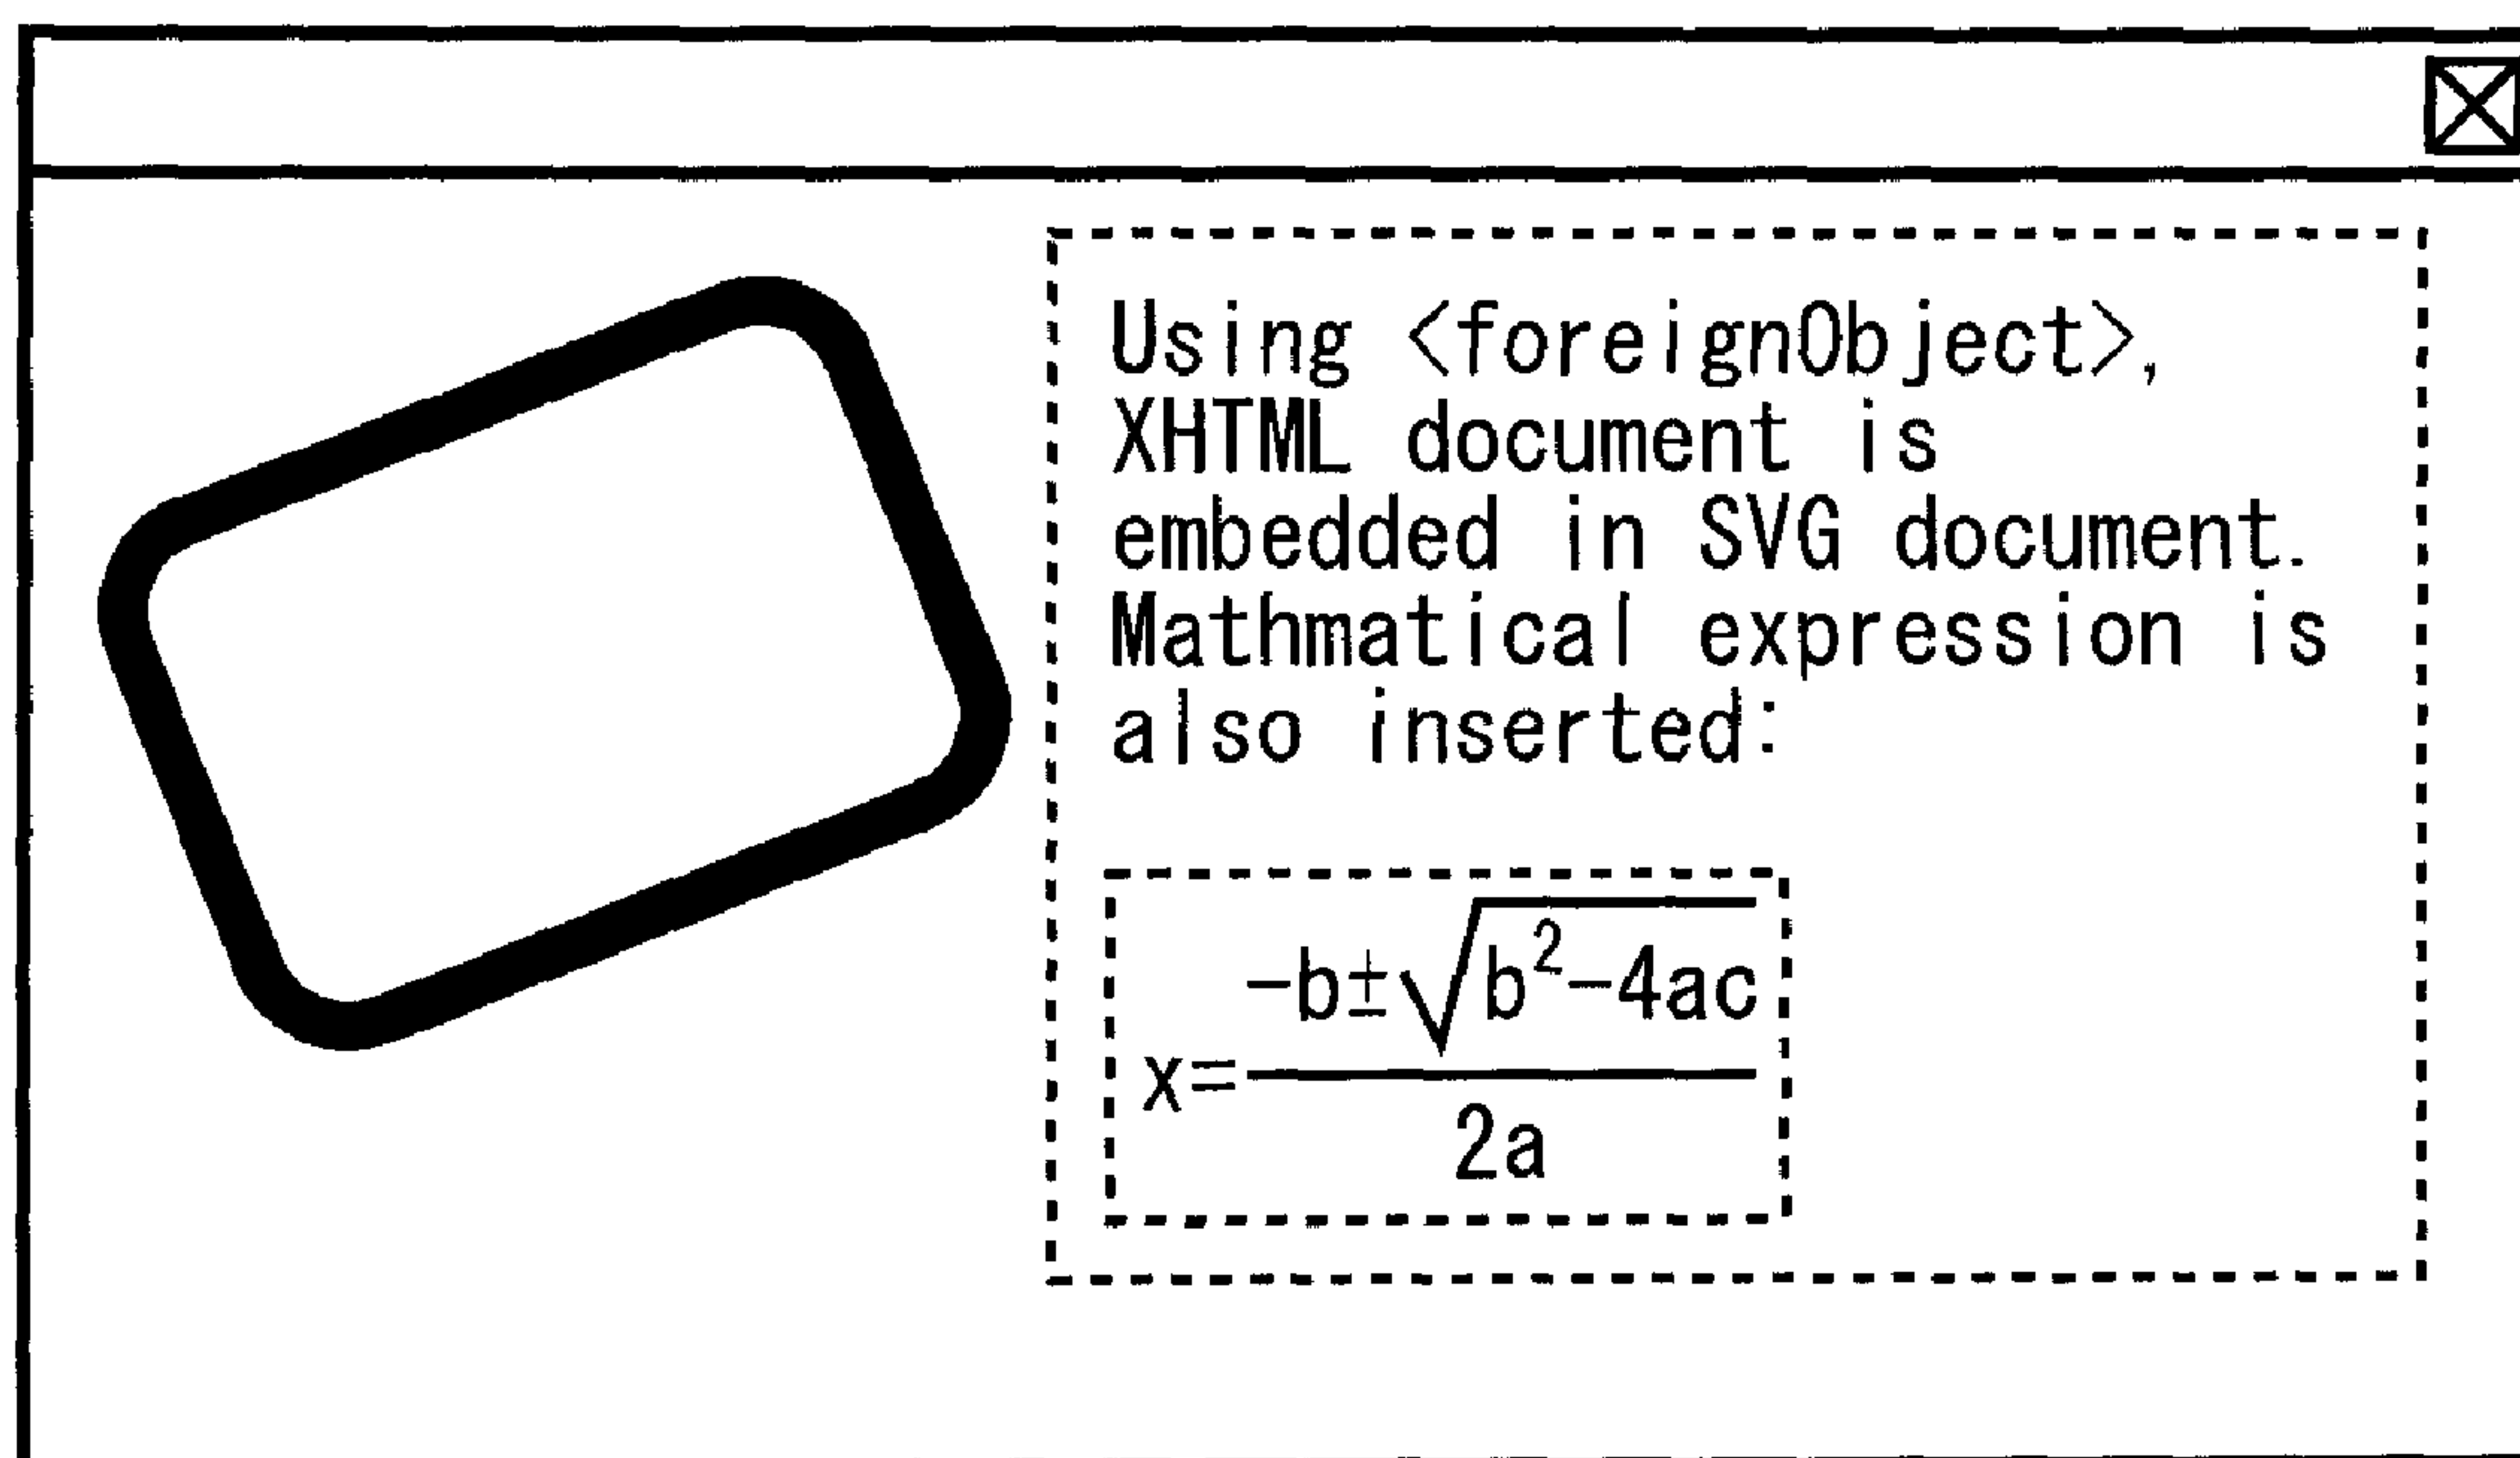 Using <foreignObject>,
XHTML document is
embedded in SVG document.
Mathmatical expression is
also inserted:
-b±√b²-4ac
x=
2a